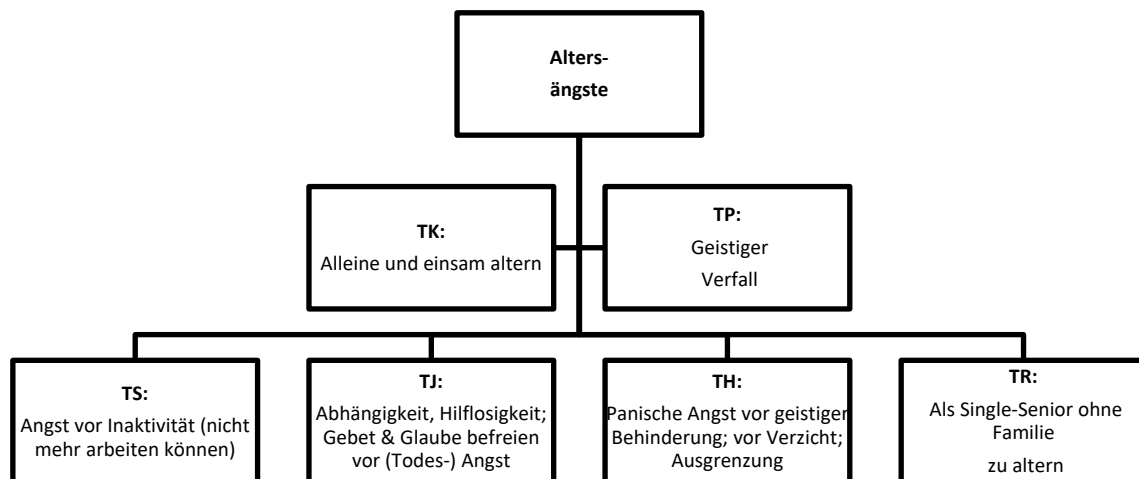 Alters-
ängste
TK:
Alleine und einsam altern
TP:
Geistiger
Verfall
TS:
Angst vor Inaktivität (nicht
mehr arbeiten können)
TJ:
Abhängigkeit, Hilflosigkeit;
Gebet & Glaube befreien
vor (Todes-) Angst
TH:
Panische Angst vor geistiger
Behinderung; vor Verzicht;
Ausgrenzung
TR:
Als Single-Senior ohne
Familie
zu altern